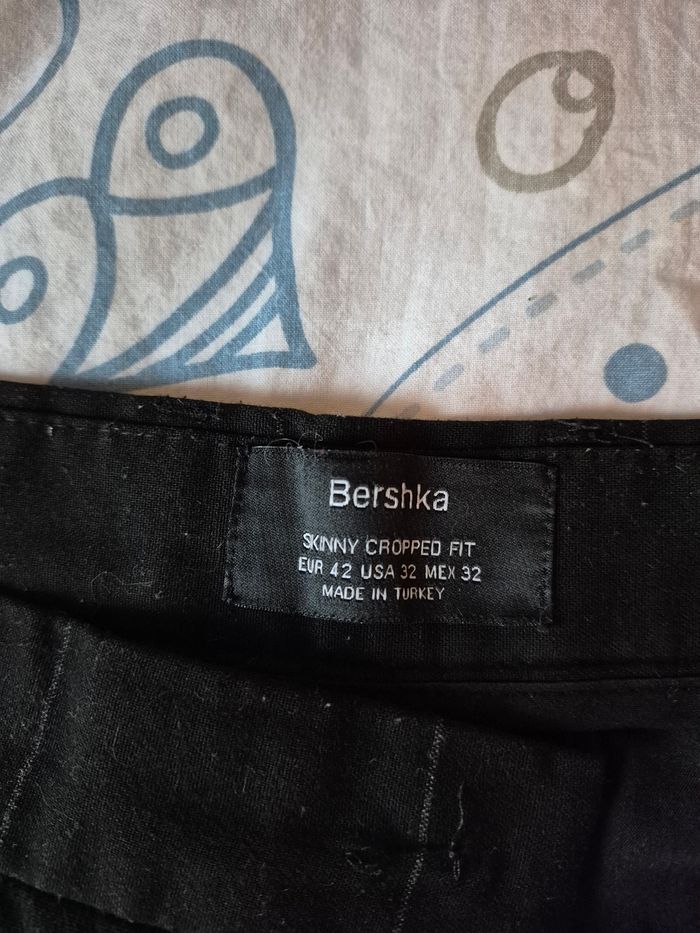 Bershka
SKINNY CROPPED FIT
EUR 42 USA 32 MEX 32
MADE IN TURKEY